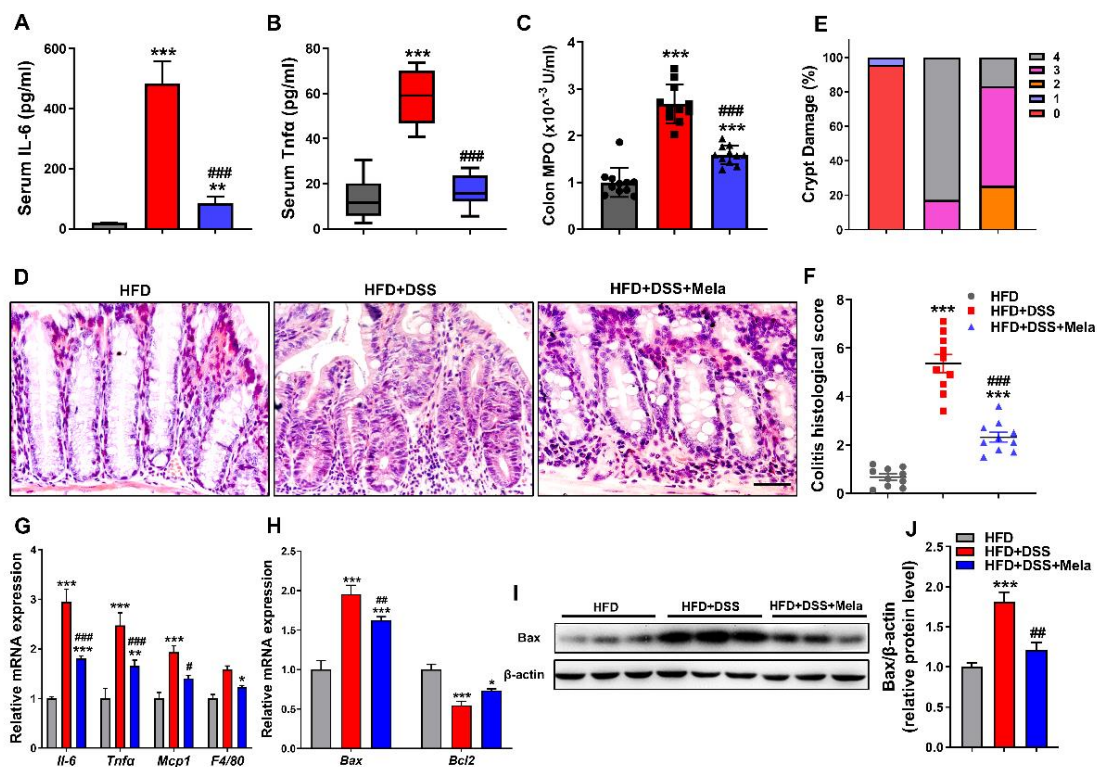 A
Serum IL-6 (pg/ml)
600
400
200
0
***
###
**
B
Serum Tnfα (pg/ml)
80
60
40
20
0
***
###
C
Colon MPO (x10^-3 U/ml)
4
3
2
1
0
***
###
***
E
Crypt Damage (%)
100
80
60
40
20
0
4
3
2
1
0
D
HFD
HFD+DSS
HFD+DSS+Mela
F
Colitis histological score
8
6
4
2
0
HFD
HFD+DSS
HFD+DSS+Mela
***
###
***
G
Relative mRNA expression
4
3
2
1
0
***
###
***
***
###
**
***
#
*
Il-6 Tnfα Mcp1 F4/80
H
Relative mRNA expression
2.5
2.0
1.5
1.0
0.5
0.0
***
##
***
***
*
Bax Bcl2
I
HFD HFD+DSS HFD+DSS+Mela
Bax
β-actin
J
HFD
HFD+DSS
HFD+DSS+Mela
Bax/β-actin
(relative protein level)
2.5
2.0
1.5
1.0
0.5
0.0
***
##